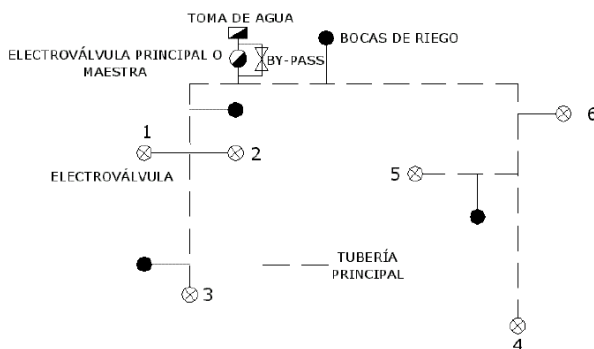 TOMA DE AGUA
ELECTROVÁLVULA PRINCIPAL O
MAESTRA
BY-PASS
BOCAS DE RIEGO
1
2
6
ELECTROVÁLVULA
5
TUBERÍA
PRINCIPAL
3
4